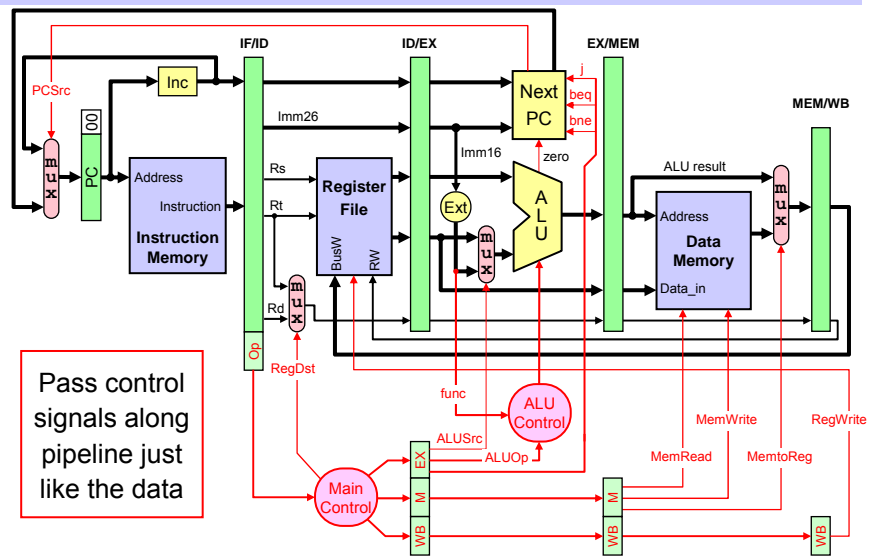 IF/ID
ID/EX
EX/MEM
MEM/WB
PCSrc
Inc
00
PC
mux
Address
Instruction
Instruction
Memory
Imm26
Rs
Rt
Rd
Op
mux
RegDst
Register
File
BusW
RW
Imm16
Ext
mux
Next
PC
j
beq
bne
zero
ALU
ALU result
Address
Data
Memory
Data_in
mux
Pass control
signals along
pipeline just
like the data
func
ALU
Control
ALUSrc
ALUOp
Main
Control
EX
M
WB
M
WB
WB
MemRead
MemWrite
MemtoReg
RegWrite